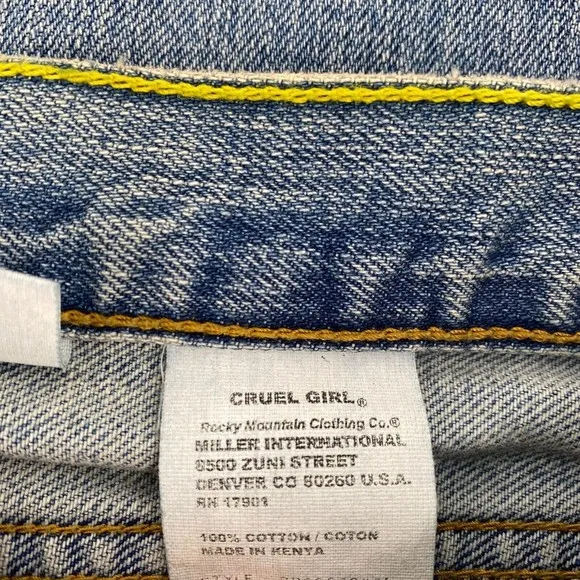 CRUEL GIRL®
Rocky Mountain Clothing Co.®
MILLER INTERNATIONAL
8500 ZUNI STREET
DENVER CO 80260 U.S.A.
RN 17901
100% COTTON / COTON
MADE IN KENYA